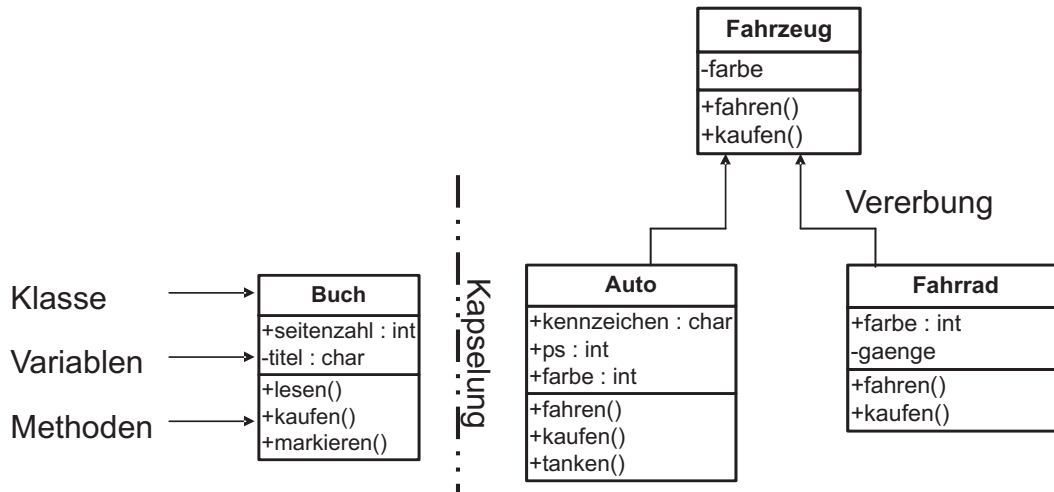 Fahrzeug
-farbe
+fahren()
+kaufen()
Vererbung
Klasse
Variablen
Methoden
Buch
+seitenzahl : int
-titel : char
+lesen()
+kaufen()
+markieren()
Kapselung
Auto
+kennzeichen : char
+ps : int
+farbe : int
+fahren()
+kaufen()
+tanken()
Fahrrad
+farbe : int
-gaenge
+fahren()
+kaufen()